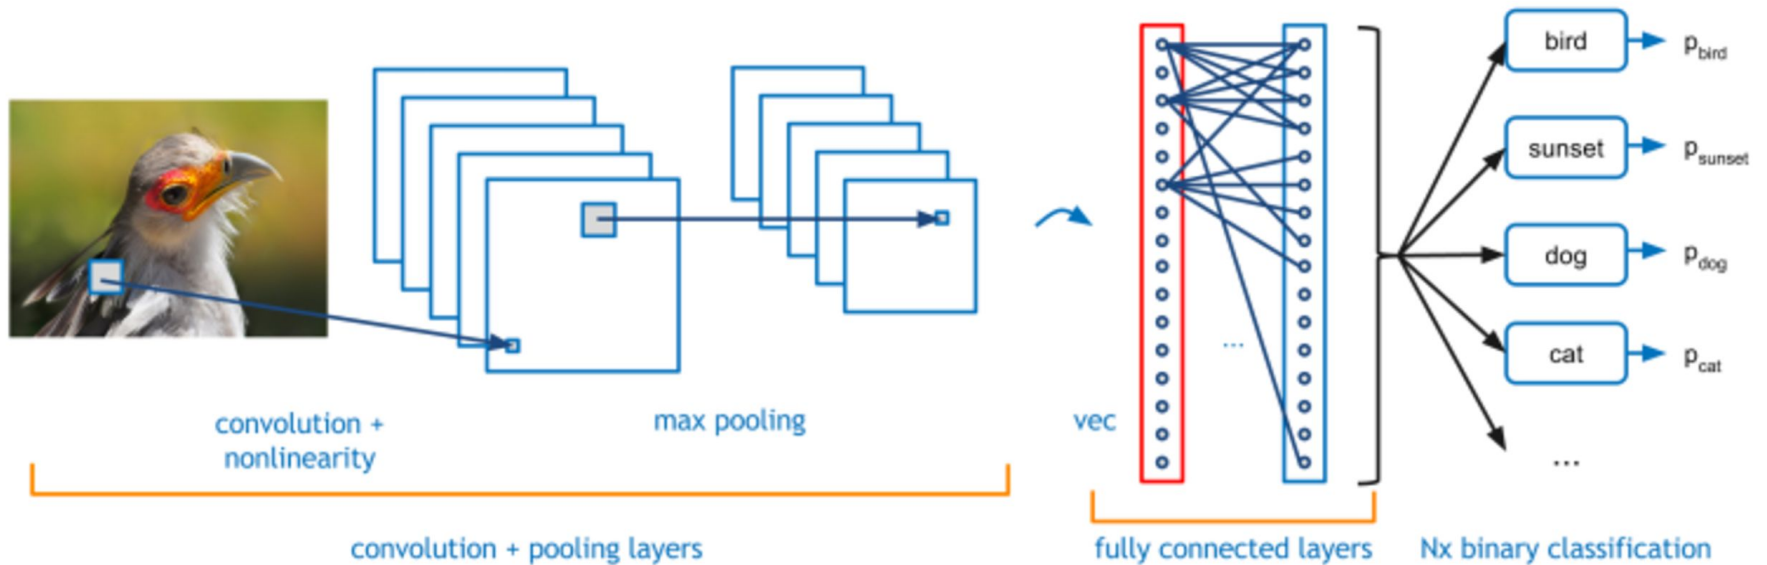 bird
p_bird
sunset
p_sunset
dog
p_dog
cat
p_cat
...
...
convolution +
nonlinearity
max pooling
vec
convolution + pooling layers
fully connected layers
Nx binary classification